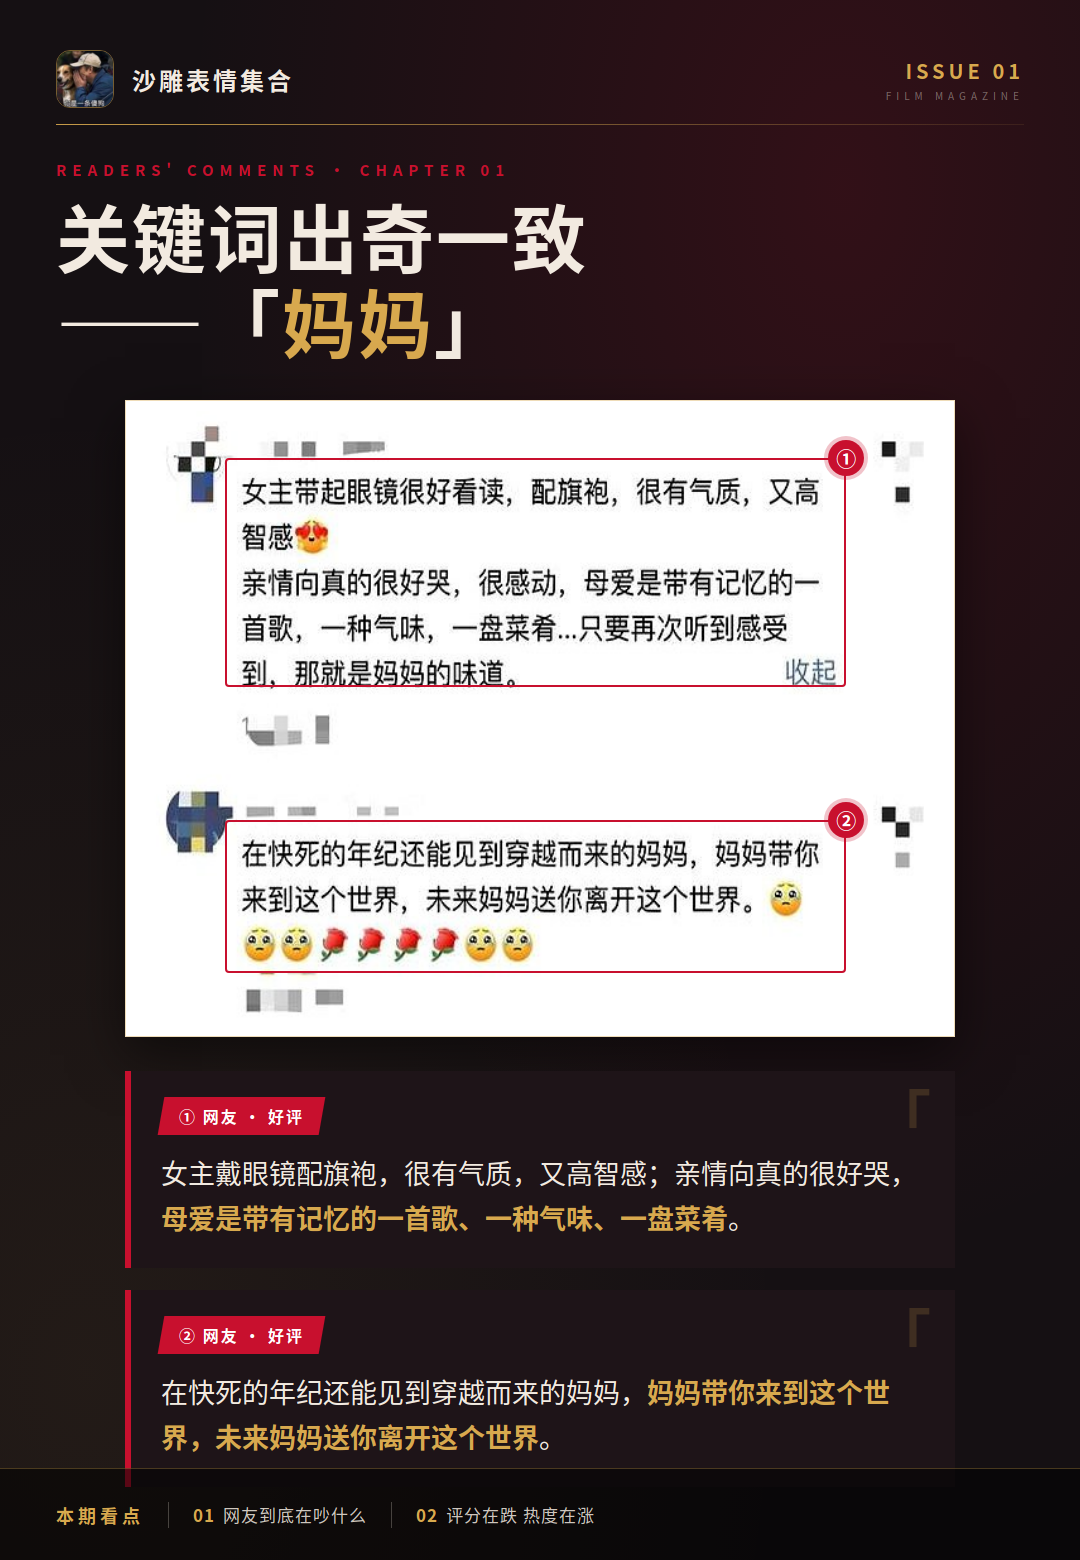 沙雕表情集合
ISSUE 01
FILM MAGAZINE
READERS' COMMENTS · CHAPTER 01
关键词出奇一致
——「妈妈」
①
女主带起眼镜很好看读，配旗袍，很有气质，又高
智感😍
亲情向真的很好哭，很感动，母爱是带有记忆的一
首歌，一种气味，一盘菜肴...只要再次听到感受
到，那就是妈妈的味道。 收起
②
在快死的年纪还能见到穿越而来的妈妈，妈妈带你
来到这个世界，未来妈妈送你离开这个世界。🥺
🥺🥺🌹🌹🌹🌹🥺🥺
① 网友 · 好评
女主戴眼镜配旗袍，很有气质，又高智感；亲情向真的很好哭，
母爱是带有记忆的一首歌、一种气味、一盘菜肴。
② 网友 · 好评
在快死的年纪还能见到穿越而来的妈妈，妈妈带你来到这个世
界，未来妈妈送你离开这个世界。
本期看点 01 网友到底在吵什么 02 评分在跌 热度在涨